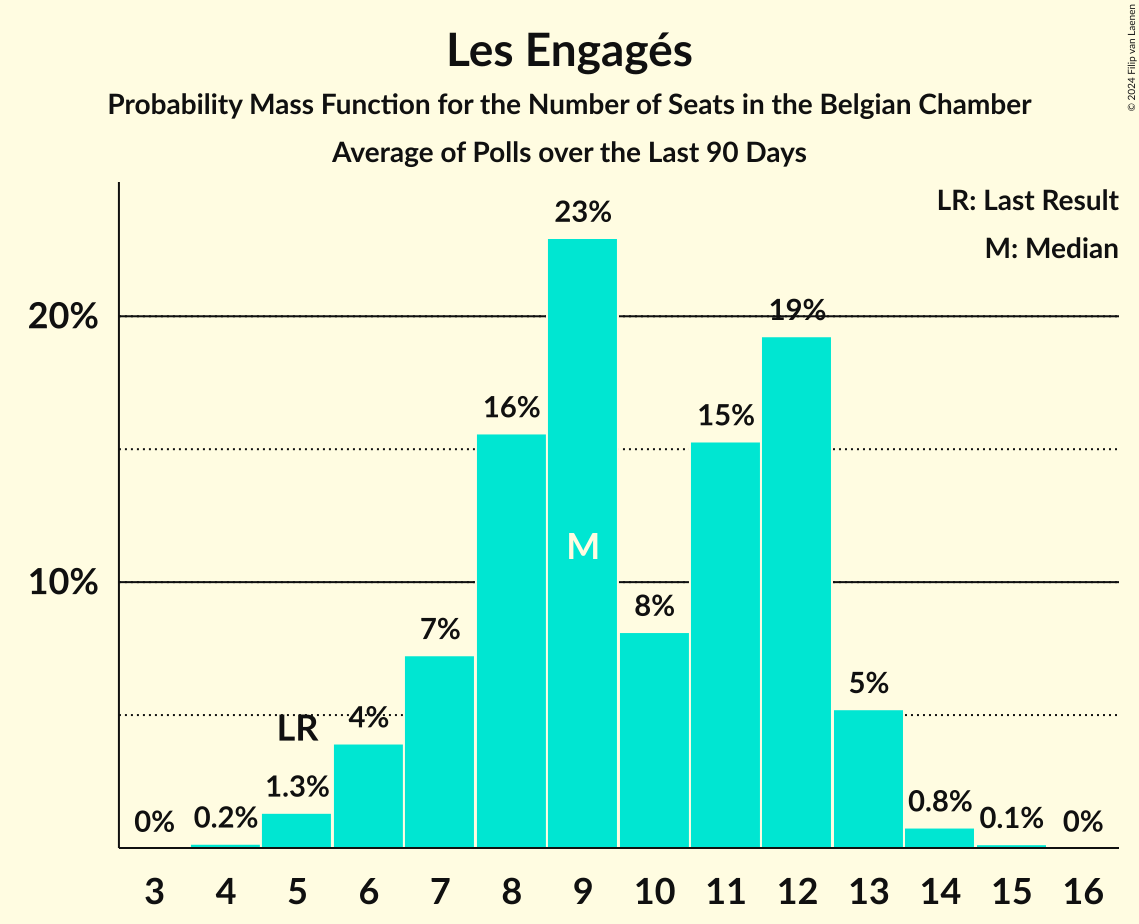 Les Engagés
Probability Mass Function for the Number of Seats in the Belgian Chamber
Average of Polls over the Last 90 Days
© 2024 Filip van Laenen
LR: Last Result
M: Median
20%
10%
0%
0.2%
LR
1.3%
4%
7%
16%
23%
M
8%
15%
19%
5%
0.8%
0.1%
0%
3 4 5 6 7 8 9 10 11 12 13 14 15 16